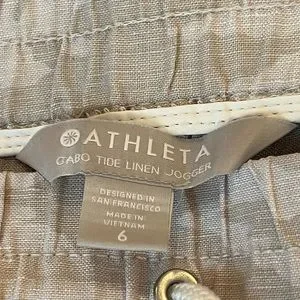 ATHLETA
CABO TIDE LINEN JOGGER
DESIGNED IN
SAN FRANCISCO
MADE IN
VIETNAM
6